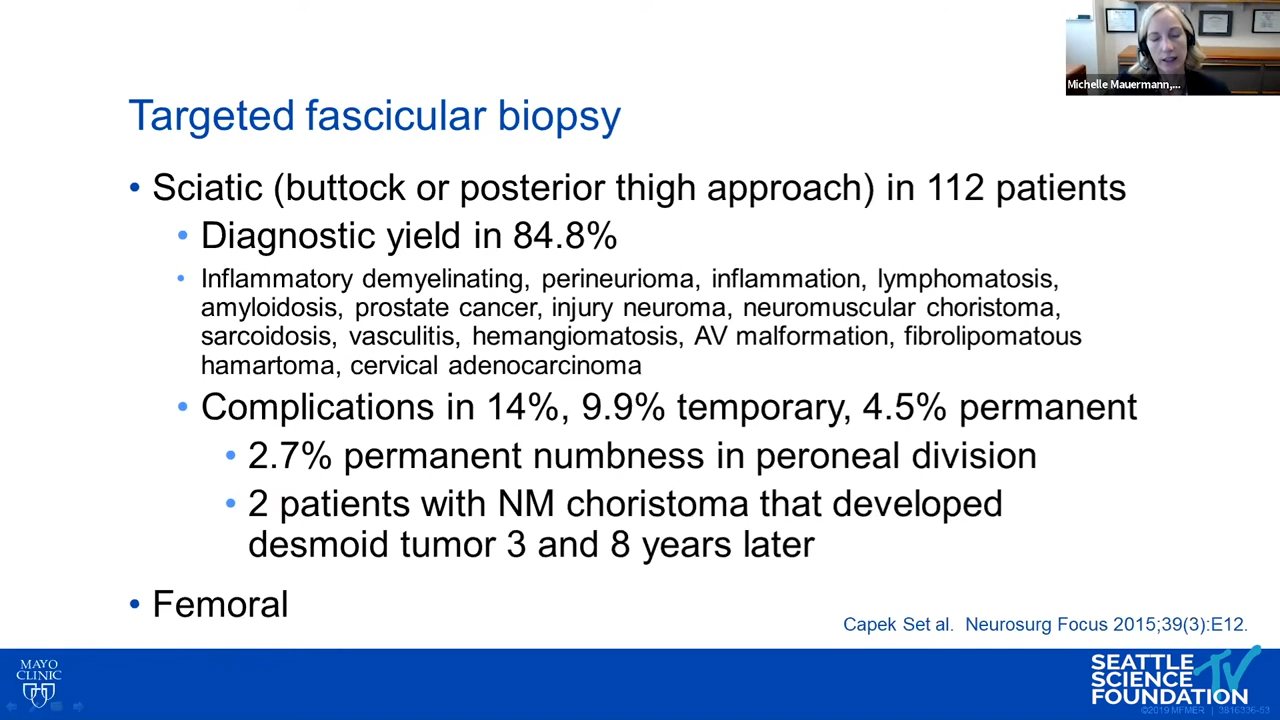 Michelle Mauermann,...
Targeted fascicular biopsy
• Sciatic (buttock or posterior thigh approach) in 112 patients
• Diagnostic yield in 84.8%
• Inflammatory demyelinating, perineurioma, inflammation, lymphomatosis,
amyloidosis, prostate cancer, injury neuroma, neuromuscular choristoma,
sarcoidosis, vasculitis, hemangiomatosis, AV malformation, fibrolipomatous
hamartoma, cervical adenocarcinoma
• Complications in 14%, 9.9% temporary, 4.5% permanent
• 2.7% permanent numbness in peroneal division
• 2 patients with NM choristoma that developed
desmoid tumor 3 and 8 years later
• Femoral
Capek Set al. Neurosurg Focus 2015;39(3):E12.
MAYO
CLINIC
SEATTLE
SCIENCE
FOUNDATION
TV
©2019 MFMER | 3816336-53